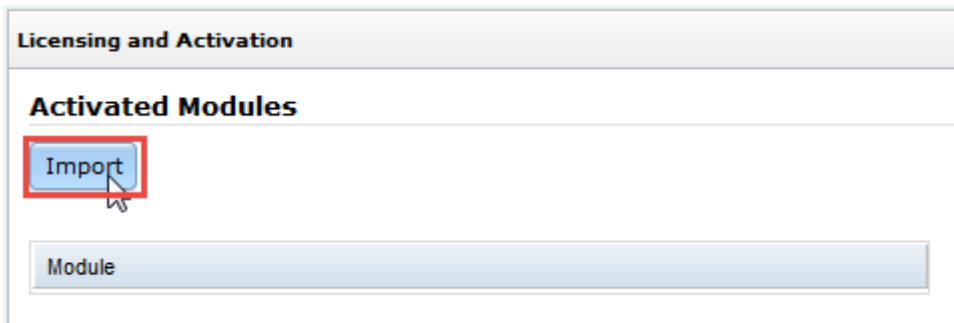 Licensing and Activation
Activated Modules
Import
Module